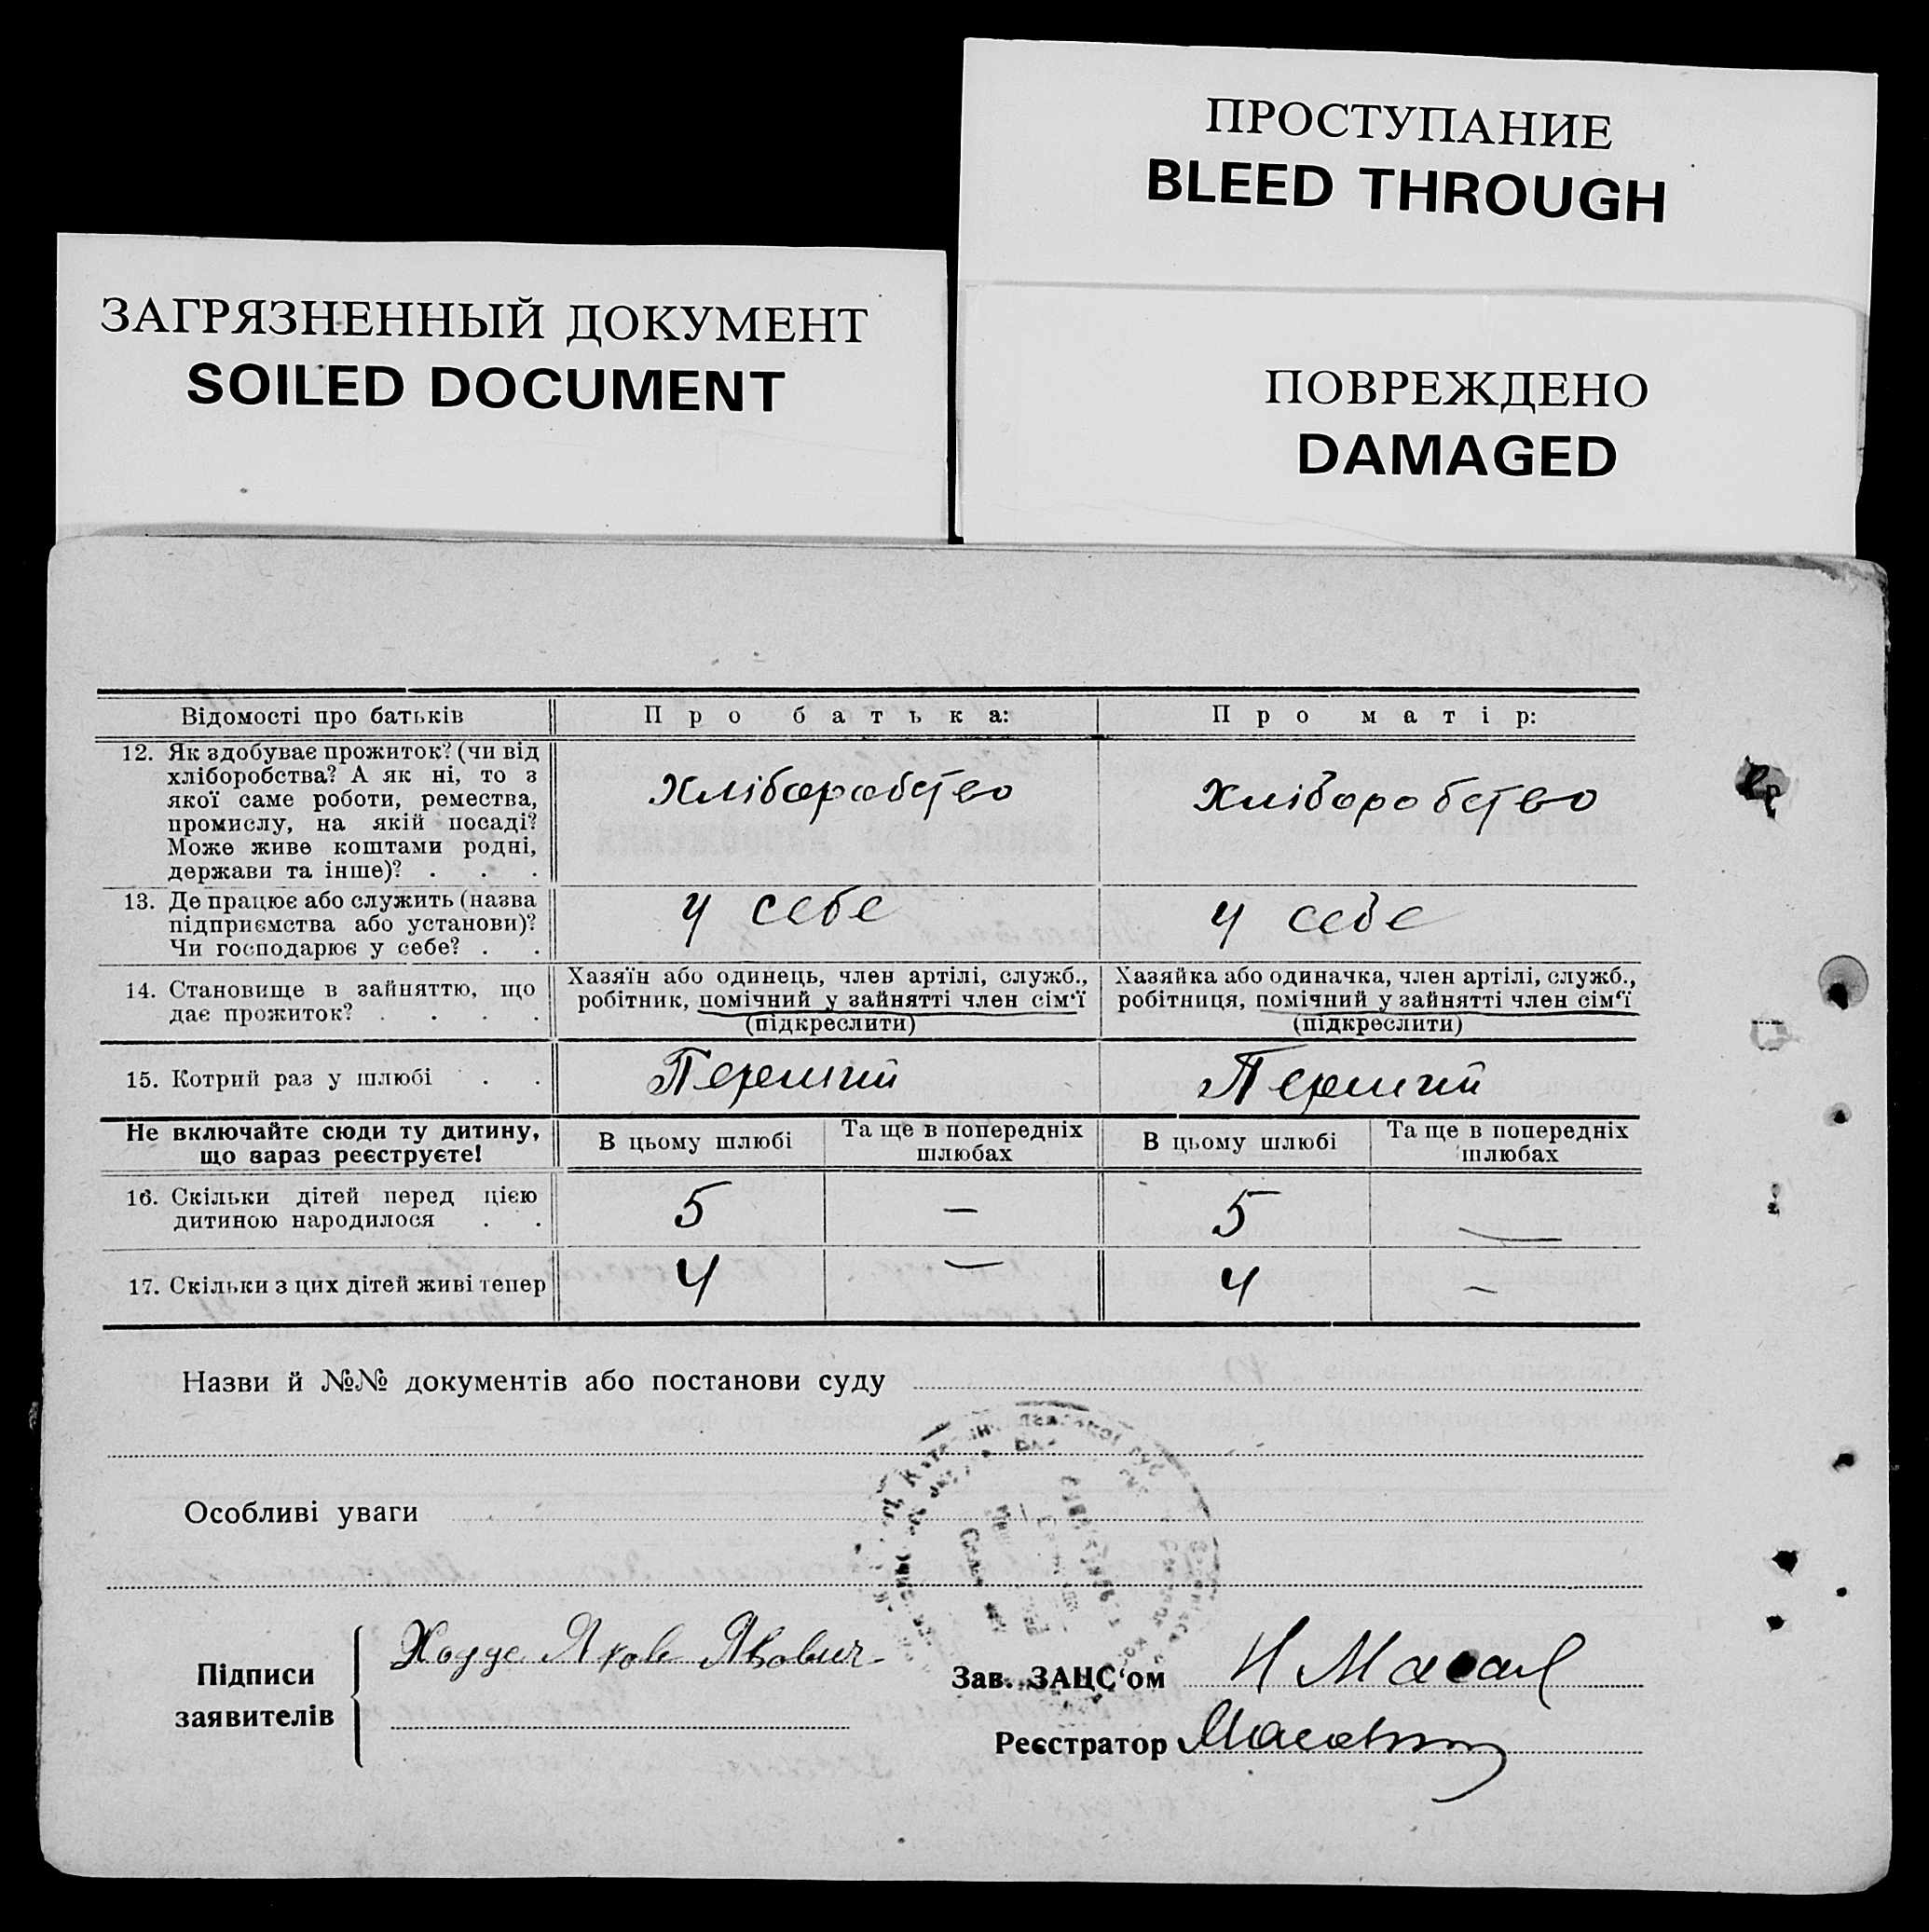 ПРОСТУПАНИЕ
BLEED THROUGH
ЗАГРЯЗНЕННЫЙ ДОКУМЕНТ
SOILED DOCUMENT
ПОВРЕЖДЕНО
DAMAGED
Відомості про батьків
Про батька:
Про матір:
12. Як здобуває прожиток? (чи від
хліборобства? А як ні, то з
якої саме роботи, ремества,
промислу, на якій посаді?
Може живе коштами родні,
держави та інше)? . . .
Хліборобство
Хліборобство
13. Де працює або служить (назва
підприємства або установи)?
Чи господарює у себе? . .
у себе
у себе
14. Становище в зайняттю, що
дає прожиток? . . . .
Хазяїн або одинець, член артілі, служб.,
робітник, помічний у зайнятті член сім'ї
(підкреслити)
Хазяйка або одиначка, член артілі, служб.,
робітниця, помічний у зайнятті член сім'ї
(підкреслити)
15. Котрий раз у шлюбі . .
Перший
Перший
Не включайте сюди ту дитину,
що зараз реєструєте!
В цьому шлюбі
Та ще в попередніх
шлюбах
В цьому шлюбі
Та ще в попередніх
шлюбах
16. Скільки дітей перед цією
дитиною народилося . .
5
—
5
—
17. Скільки з цих дітей живі тепер
4
—
4
—
Назви й №№ документів або постанови суду
Особливі уваги
Підписи
заявителів
Яков
Зав. ЗАЦС'ом
Реєстратор